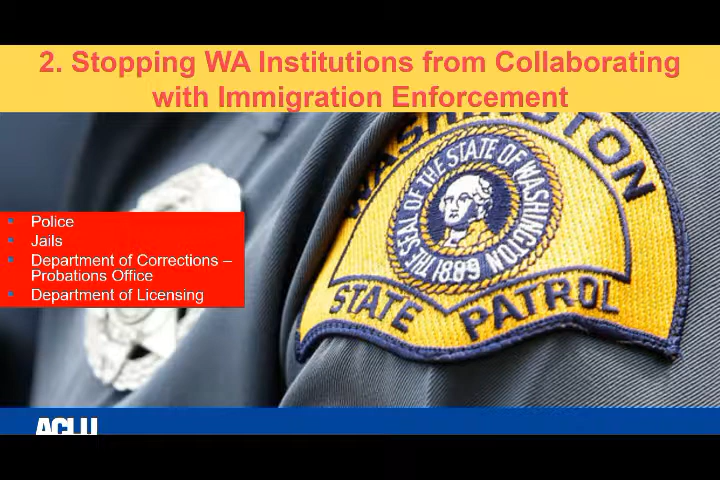 2. Stopping WA Institutions from Collaborating
with Immigration Enforcement
WASHINGTON
THE SEAL OF THE STATE OF WASHINGTON
1889
STATE PATROL
Police
Jails
Department of Corrections –
Probations Office
Department of Licensing
ACLU